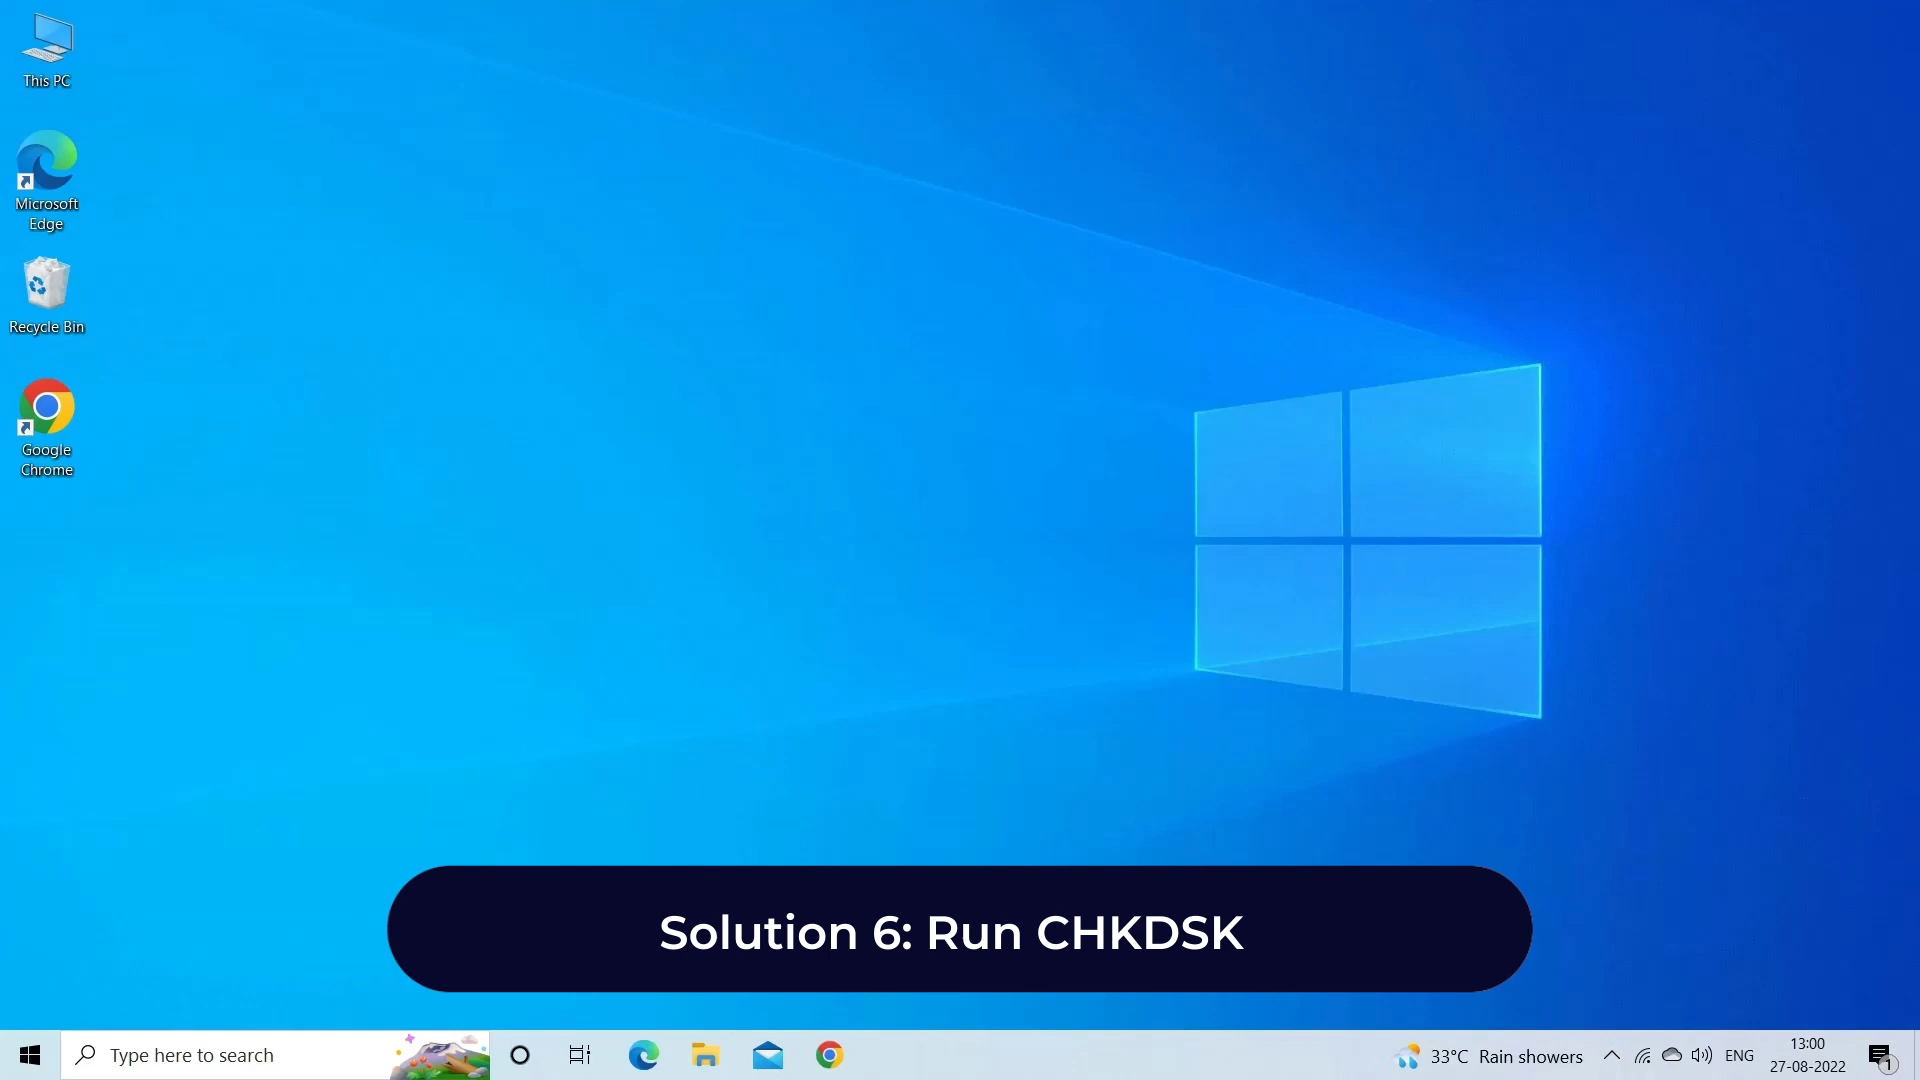 This PC
Microsoft
Edge
Recycle Bin
Google
Chrome
Solution 6: Run CHKDSK
Type here to search
33°C Rain showers
ENG
13:00
27-08-2022
1